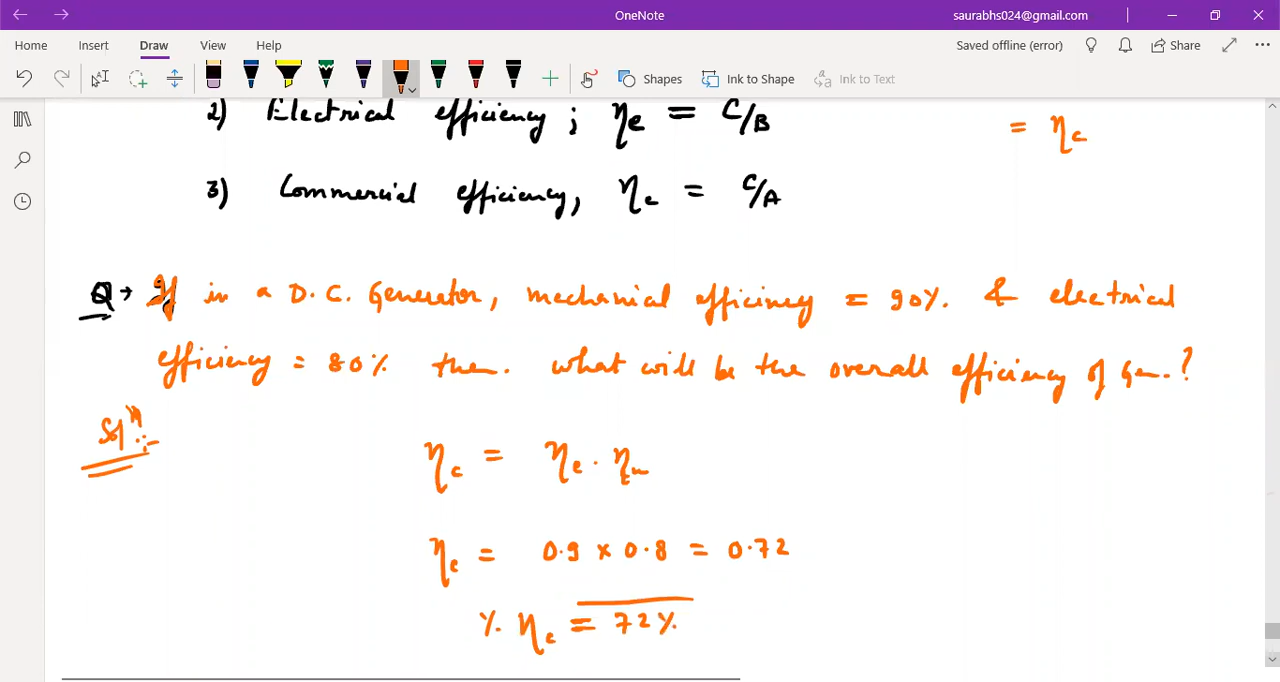 OneNote
saurabhs024@gmail.com
Home Insert Draw View Help
Saved offline (error) Share
Shapes Ink to Shape Ink to Text
2) Electrical efficiency ; ηe = C/B
= ηc
3) Commercial efficiency, ηc = C/A
Q → If in a D.C. Generator, mechanical efficiency = 90%. & electrical
efficiency = 80% then. what will be the overall efficiency of Gen.?
Solⁿ :-
ηc = ηe . ηm
ηc = 0.9 x 0.8 = 0.72
%. ηc = 72%.